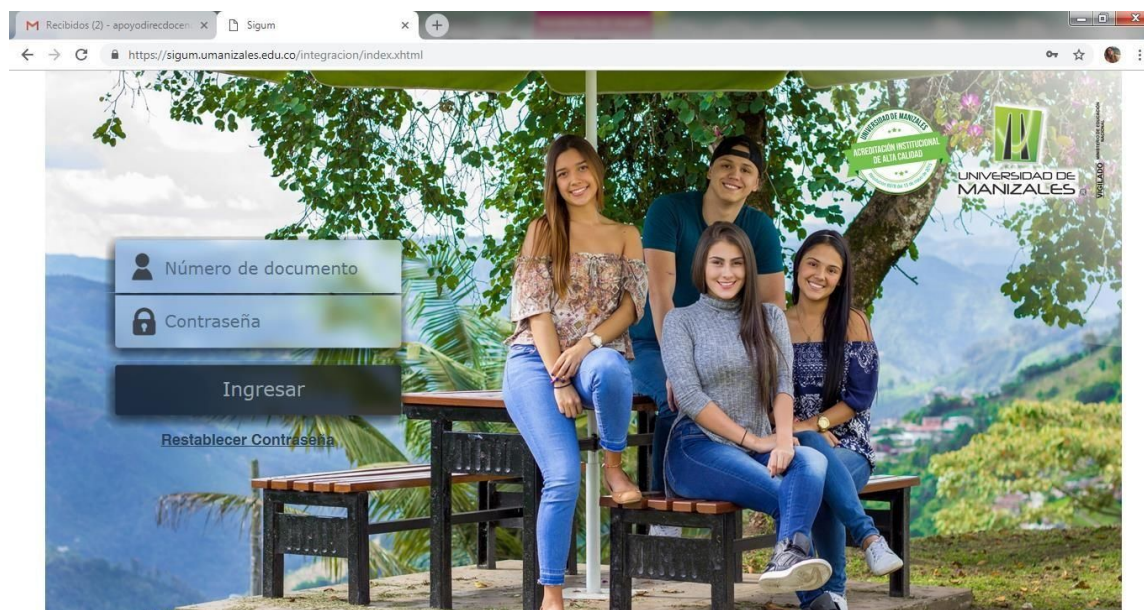 Recibidos (2) - apoyodirecdocen
Sigum
https://sigum.umanizales.edu.co/integracion/index.xhtml
UNIVERSIDAD DE MANIZALES
ACREDITACIÓN INSTITUCIONAL
DE ALTA CALIDAD
UNIVERSIDAD DE
MANIZALES
VIGILADO
Número de documento
Contraseña
Ingresar
Restablecer Contraseña